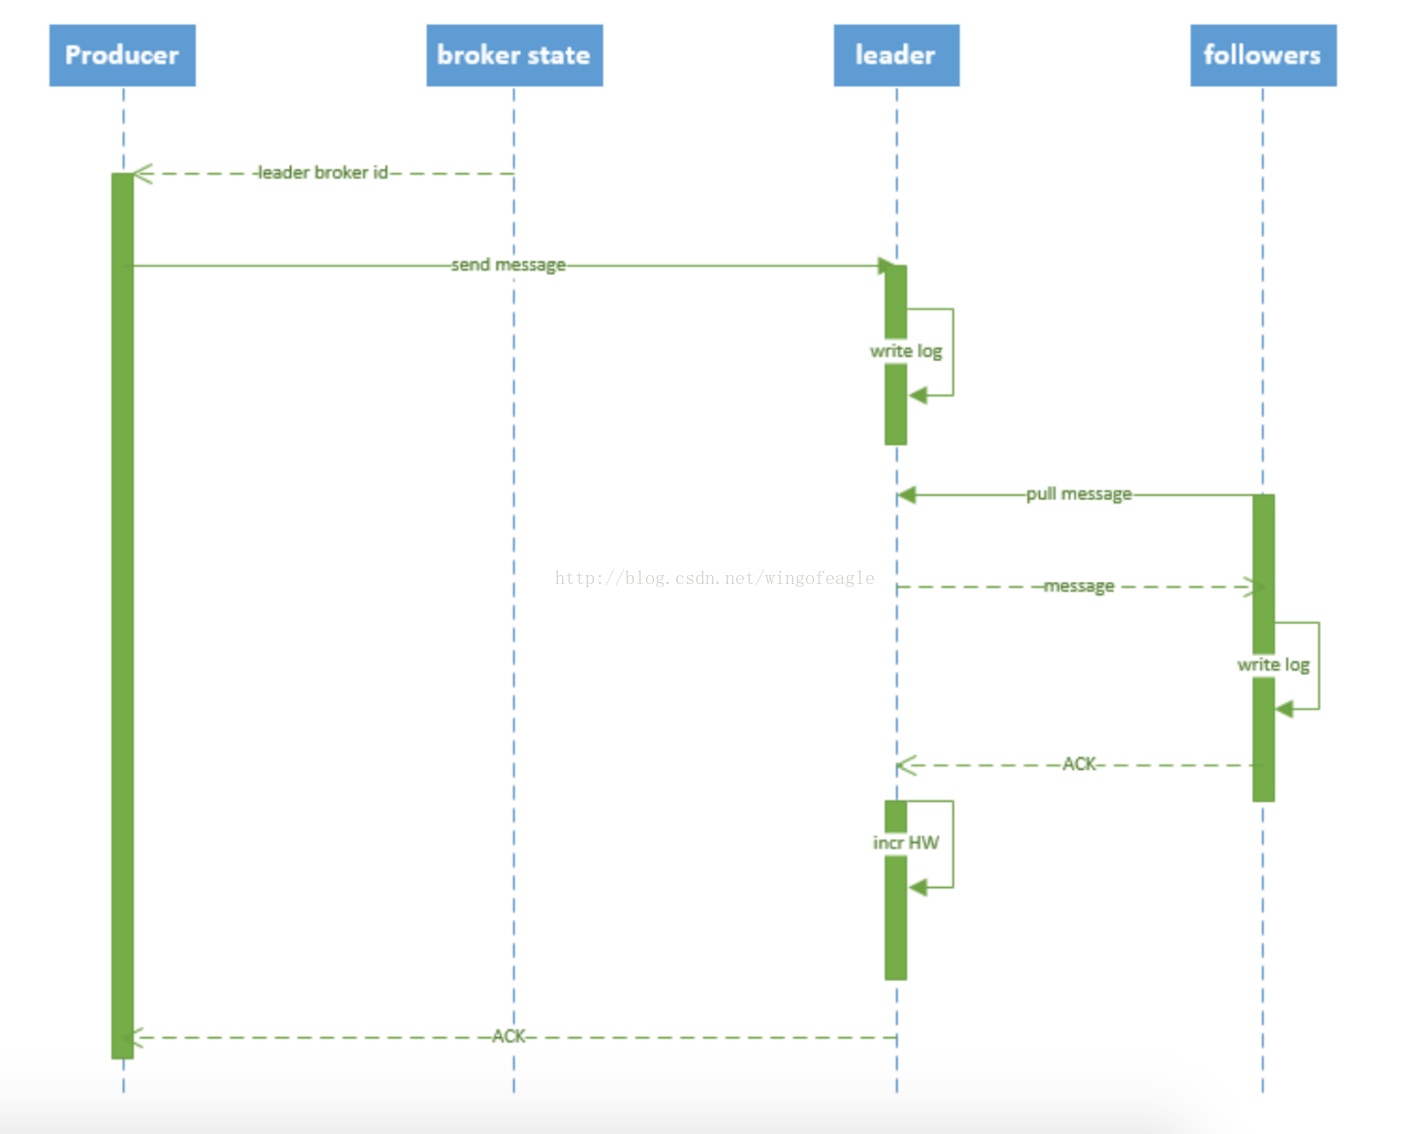 Producer
broker state
leader
followers
leader broker id
send message
write log
pull message
http://blog.csdn.net/wingofeagle
message
write log
ACK
incr HW
ACK